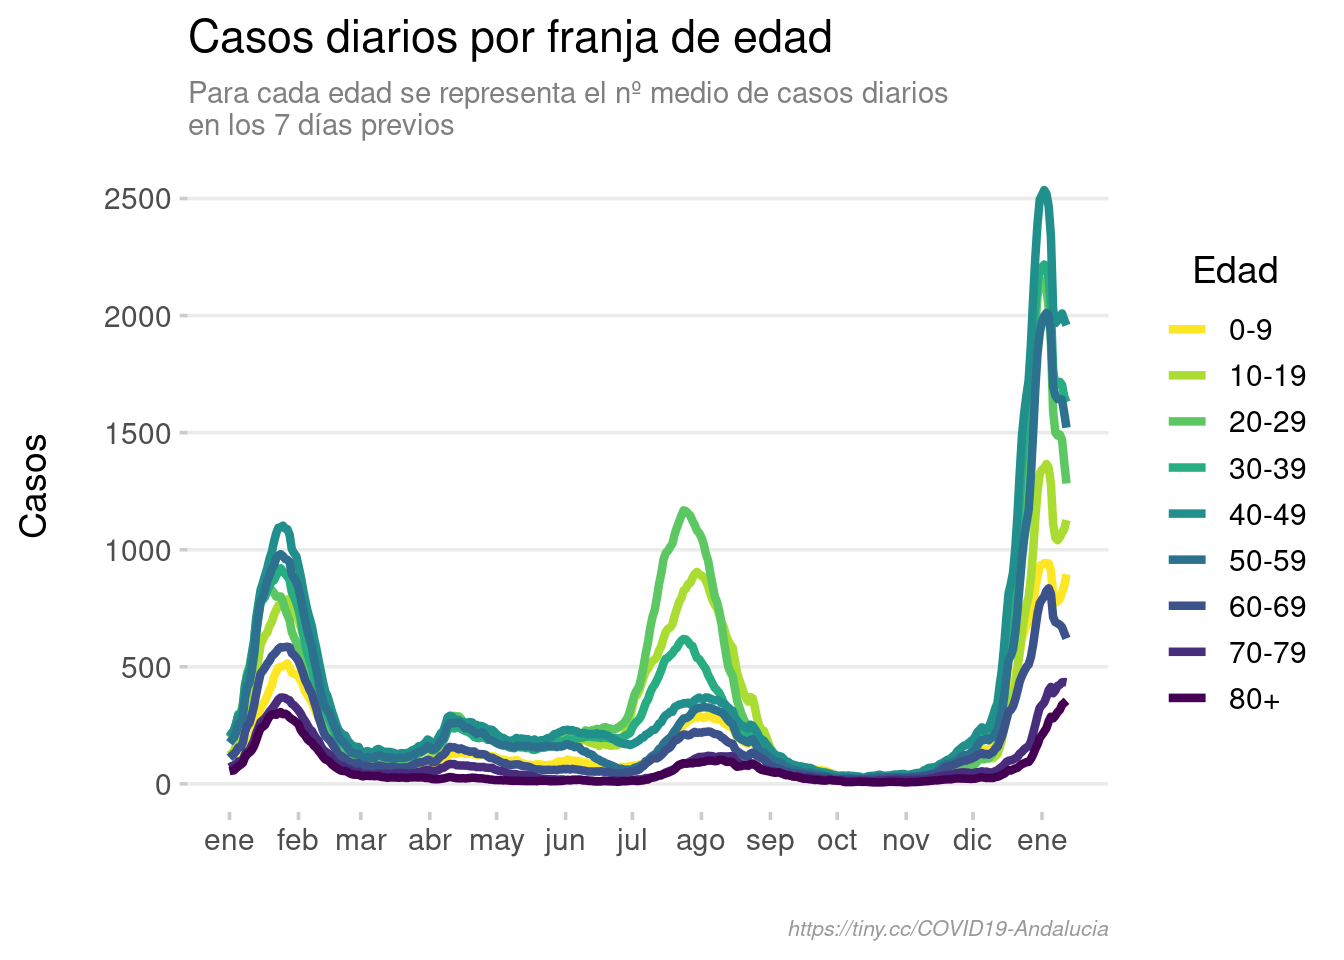 Casos diarios por franja de edad
Para cada edad se representa el nº medio de casos diarios
en los 7 días previos
Casos
2500
2000
1500
1000
500
0
ene feb mar abr may jun jul ago sep oct nov dic ene
Edad
0-9
10-19
20-29
30-39
40-49
50-59
60-69
70-79
80+
https://tiny.cc/COVID19-Andalucia